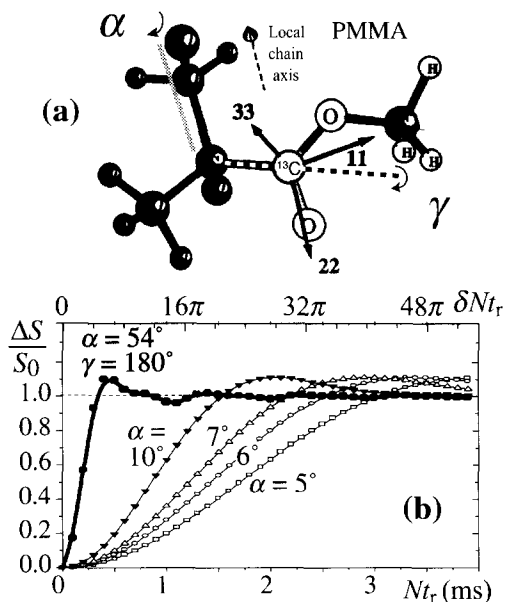 α
Local chain axis
PMMA
(a)
33
O
H
¹³C
11
H
H
γ
O
22
0 16π 32π 48π δNtᵣ
ΔS/S₀
α = 54°
γ = 180°
1.0
0.8
0.6
0.4
0.2
0.0
α = 10°
7°
6°
α = 5°
(b)
0 1 2 3 Ntᵣ (ms)